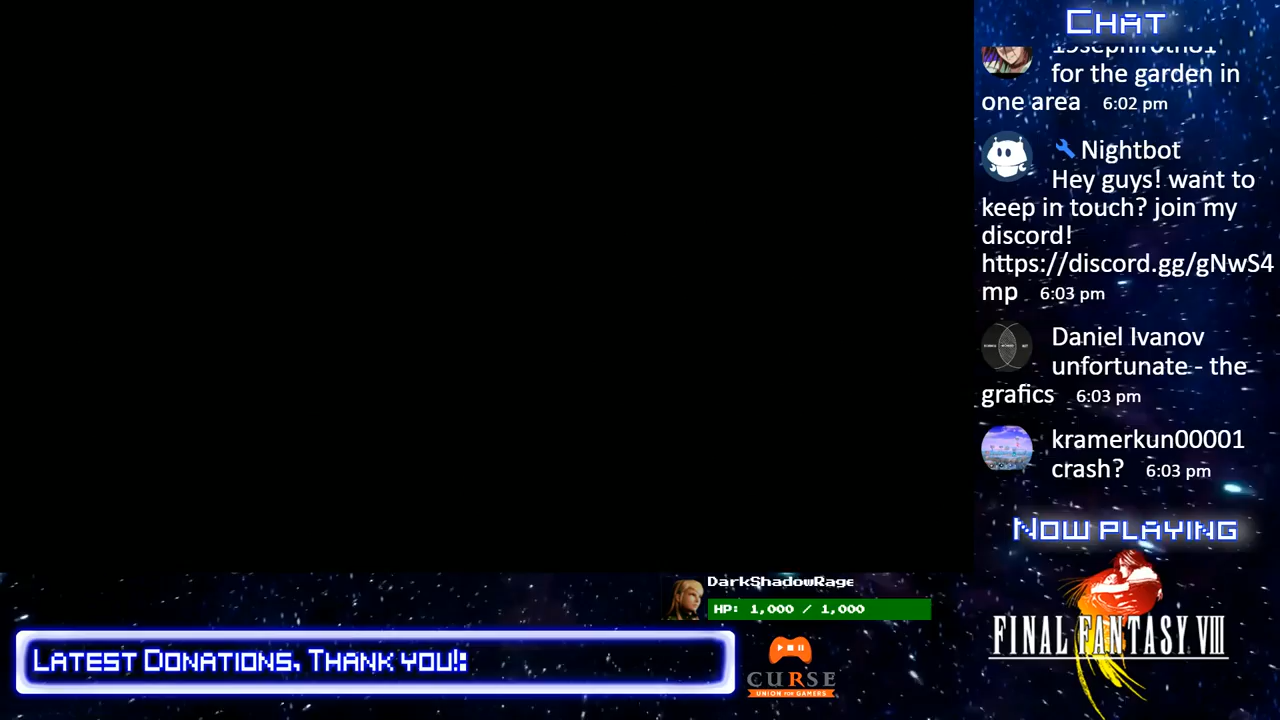 CHAT
19sephiroth81
for the garden in
one area 6:02 pm
Nightbot
Hey guys! want to
keep in touch? join my
discord!
https://discord.gg/gNwS4
mp 6:03 pm
Daniel Ivanov
unfortunate - the
grafics 6:03 pm
kramerkun00001
crash? 6:03 pm
NOW PLAYING
FINAL FANTASY VIII
DarkShadowRage
HP: 1,000 / 1,000
LATEST DONATIONS, THANK YOU!:
CURSE
UNION FOR GAMERS